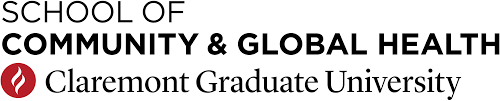 SCHOOL OF
COMMUNITY & GLOBAL HEALTH
Claremont Graduate University